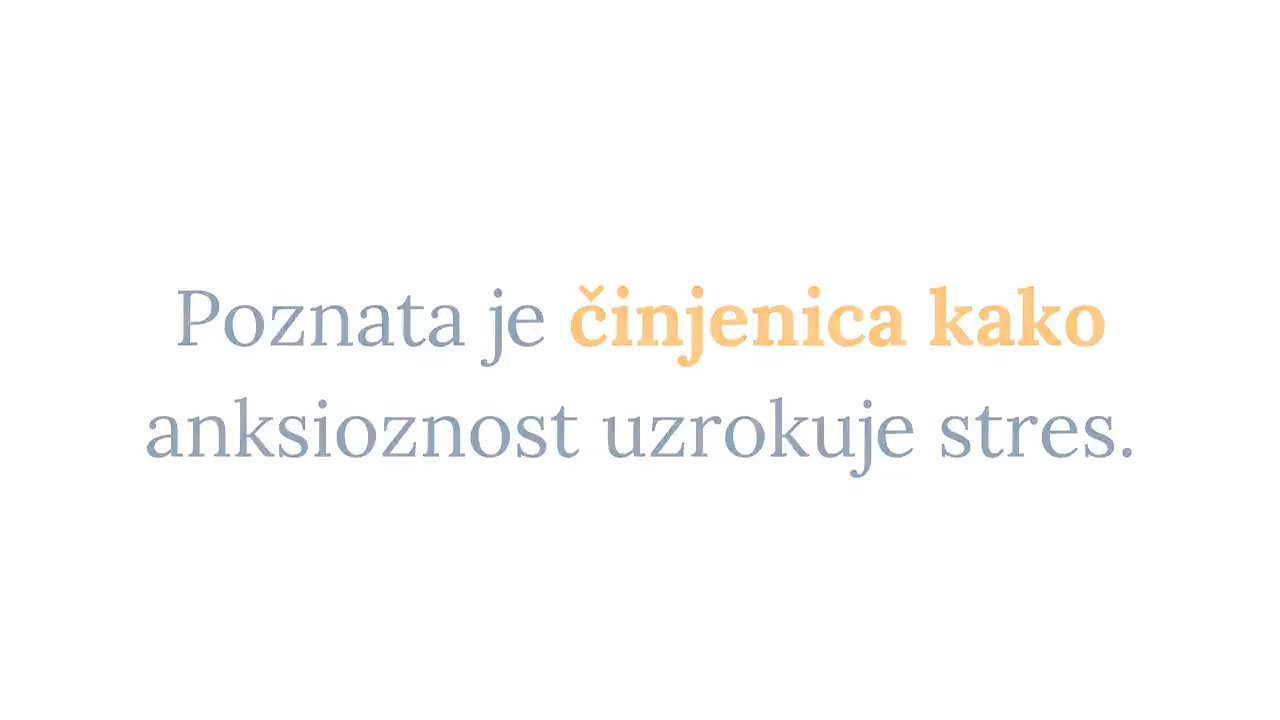 Poznata je činjenica kako
anksioznost uzrokuje stres.